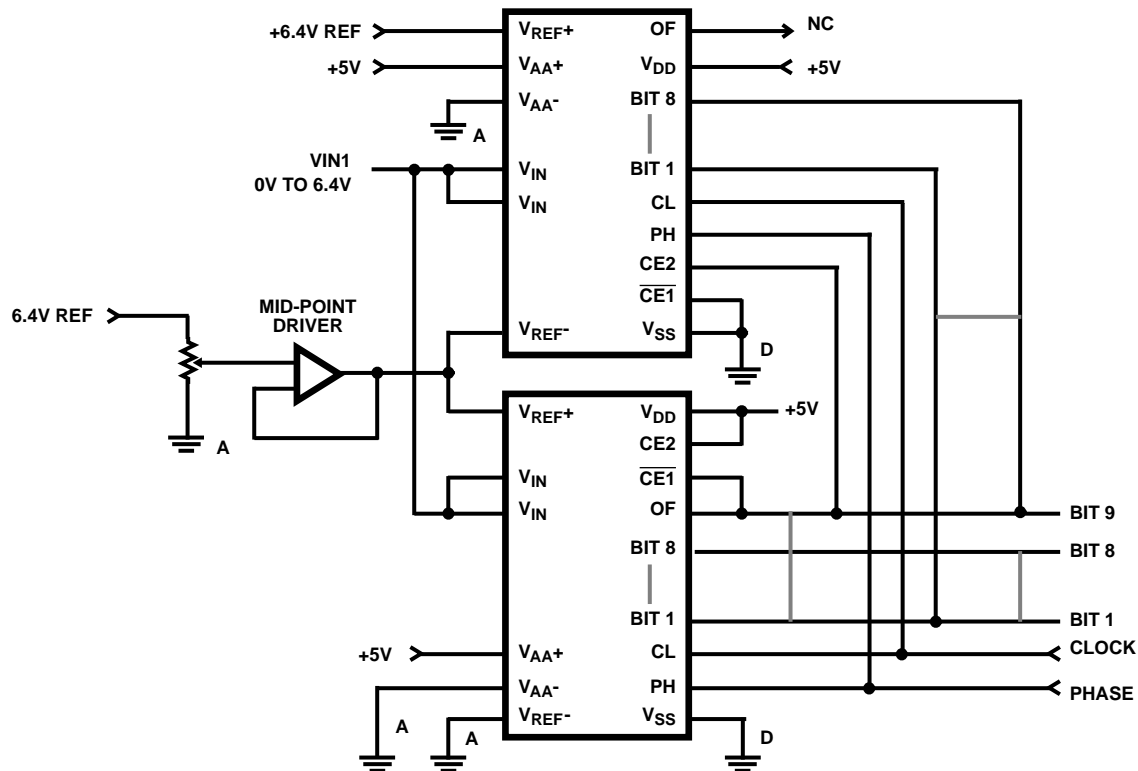 +6.4V REF
+5V
A
VIN1
0V TO 6.4V
VREF+
VAA+
VAA-
VIN
VIN
VREF-
OF
VDD
BIT 8
BIT 1
CL
PH
CE2
CE1
VSS
NC
+5V
D
6.4V REF
MID-POINT
DRIVER
A
VREF+
VIN
VIN
VAA+
VAA-
VREF-
VDD
CE2
CE1
OF
BIT 8
BIT 1
CL
PH
VSS
+5V
+5V
A
A
D
BIT 9
BIT 8
BIT 1
CLOCK
PHASE